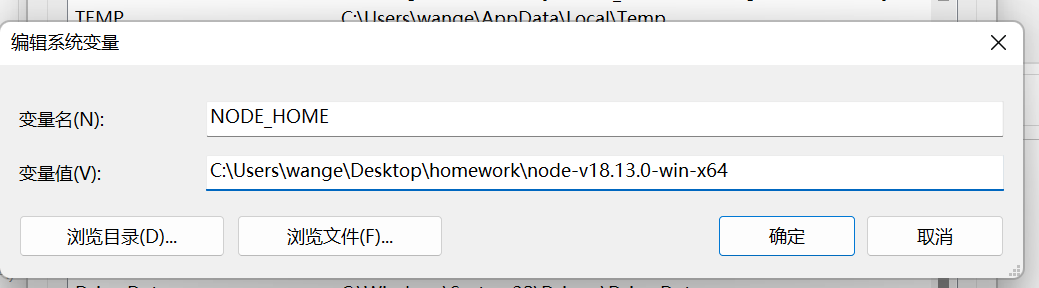 TEMP C:\Users\wange\AppData\Local\Temp
编辑系统变量
变量名(N): NODE_HOME
变量值(V): C:\Users\wange\Desktop\homework\node-v18.13.0-win-x64
浏览目录(D)... 浏览文件(F)... 确定 取消